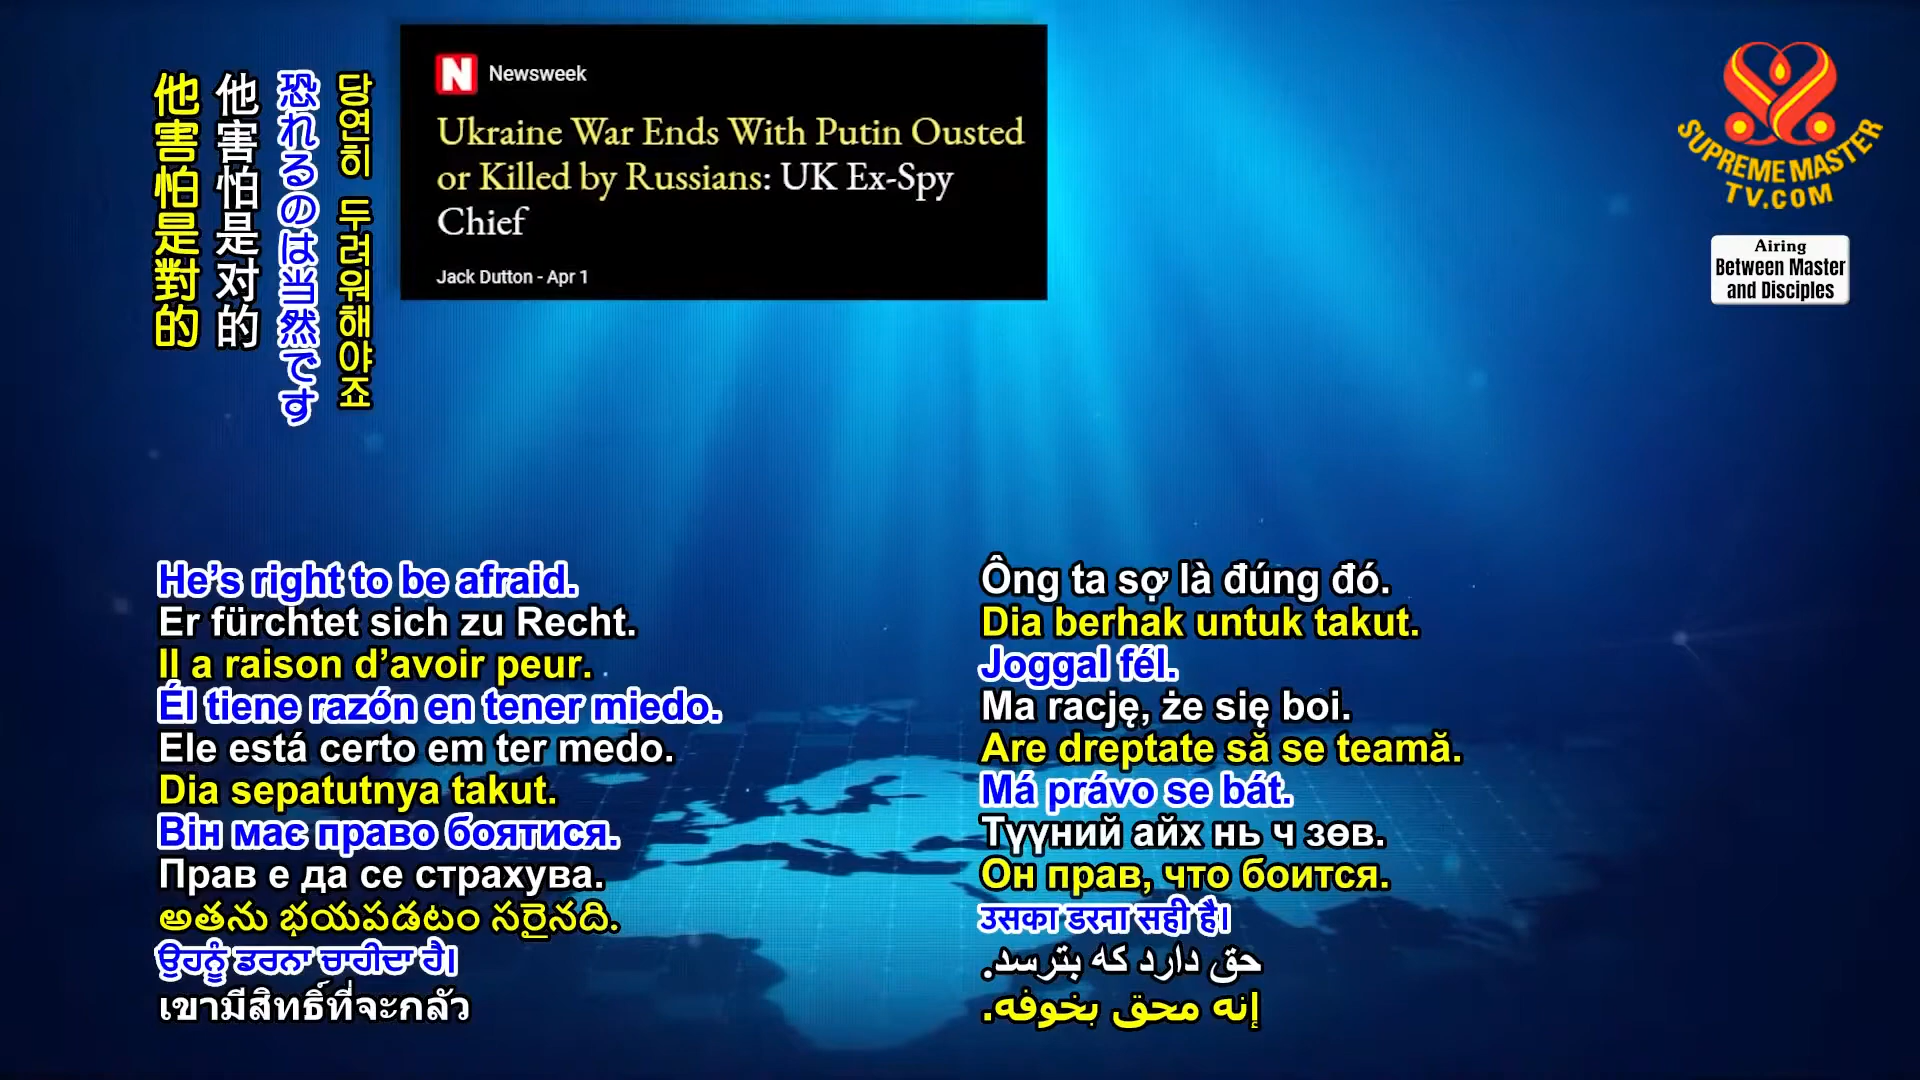 他害怕是對的
他害怕是对的
恐れるのは当然です
당연히 두려워해야죠
Newsweek
Ukraine War Ends With Putin Ousted
or Killed by Russians: UK Ex-Spy
Chief
Jack Dutton - Apr 1
SUPREME MASTER
TV.COM
Airing
Between Master
and Disciples
He's right to be afraid.
Er fürchtet sich zu Recht.
Il a raison d'avoir peur.
Él tiene razón en tener miedo.
Ele está certo em ter medo.
Dia sepatutnya takut.
Він має право боятися.
Прав е да се страхува.
అతను భయపడటం సరైనది.
ਉਹਨੂੰ ਡਰਨਾ ਚਾਹੀਦਾ ਹੈ।
เขามีสิทธิ์ที่จะกลัว
Ông ta sợ là đúng đó.
Dia berhak untuk takut.
Joggal fél.
Ma rację, że się boi.
Are dreptate să se teamă.
Má právo se bát.
Түүний айх нь ч зөв.
Он прав, что боится.
उसका डरना सही है।
حق دارد که بترسد.
إنه محق بخوفه.